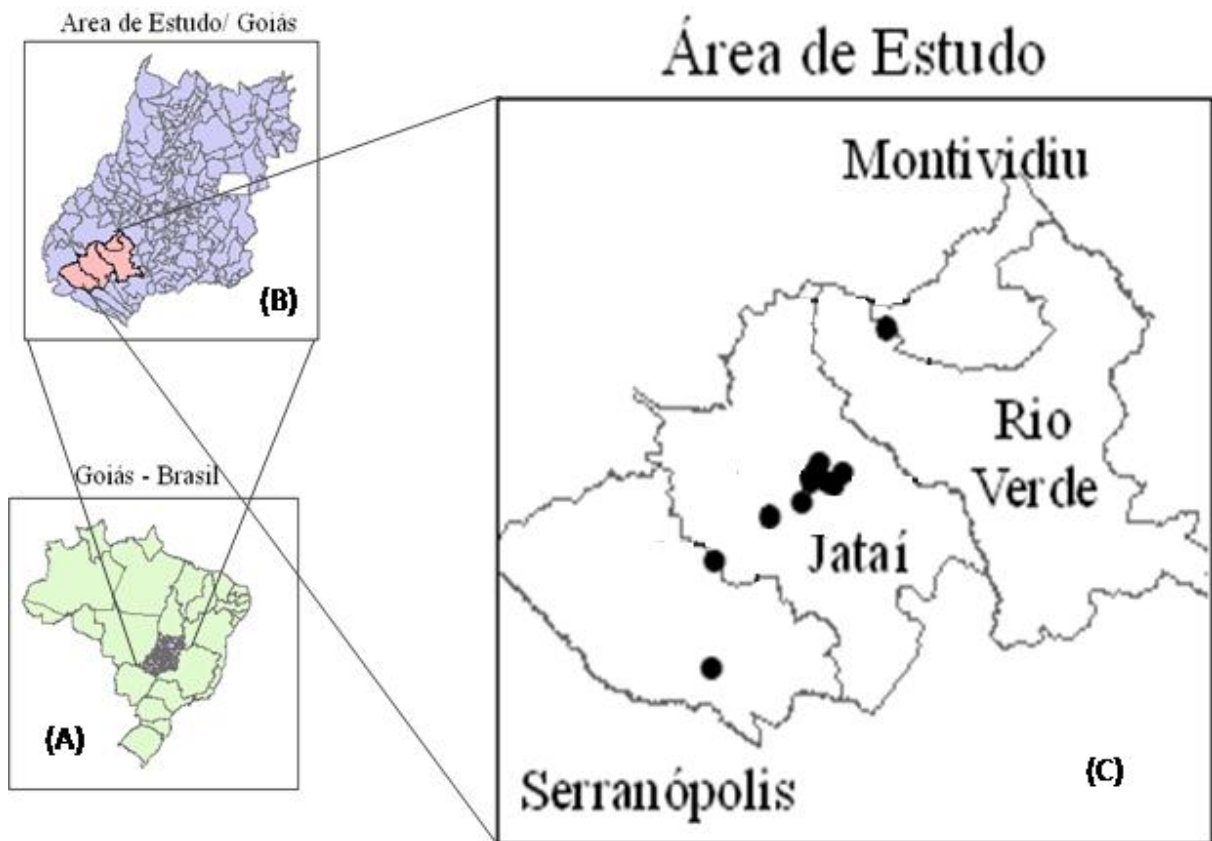 Area de Estudo/ Goiás
(B)
Goiás - Brasil
(A)
Área de Estudo
Montividiu
Rio
Verde
Jataí
Serranópolis
(C)